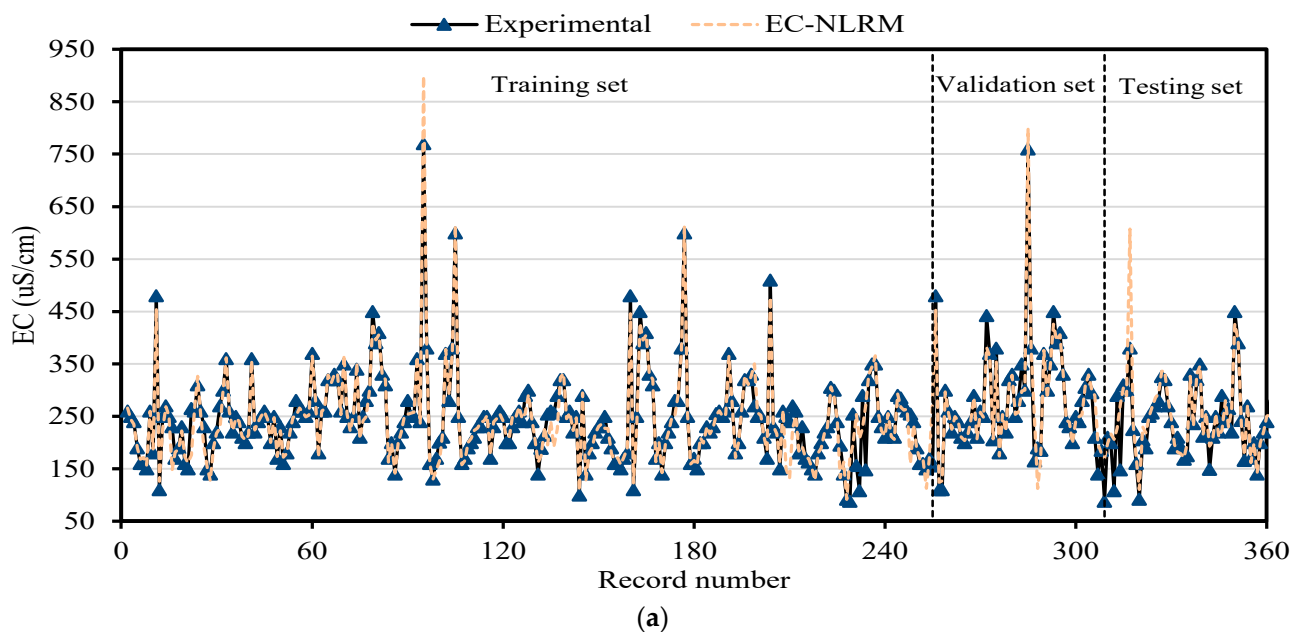 Experimental EC-NLRM
950
850
750
650
550
450
350
250
150
50
EC (uS/cm)
Training set Validation set Testing set
0 60 120 180 240 300 360
Record number
(a)